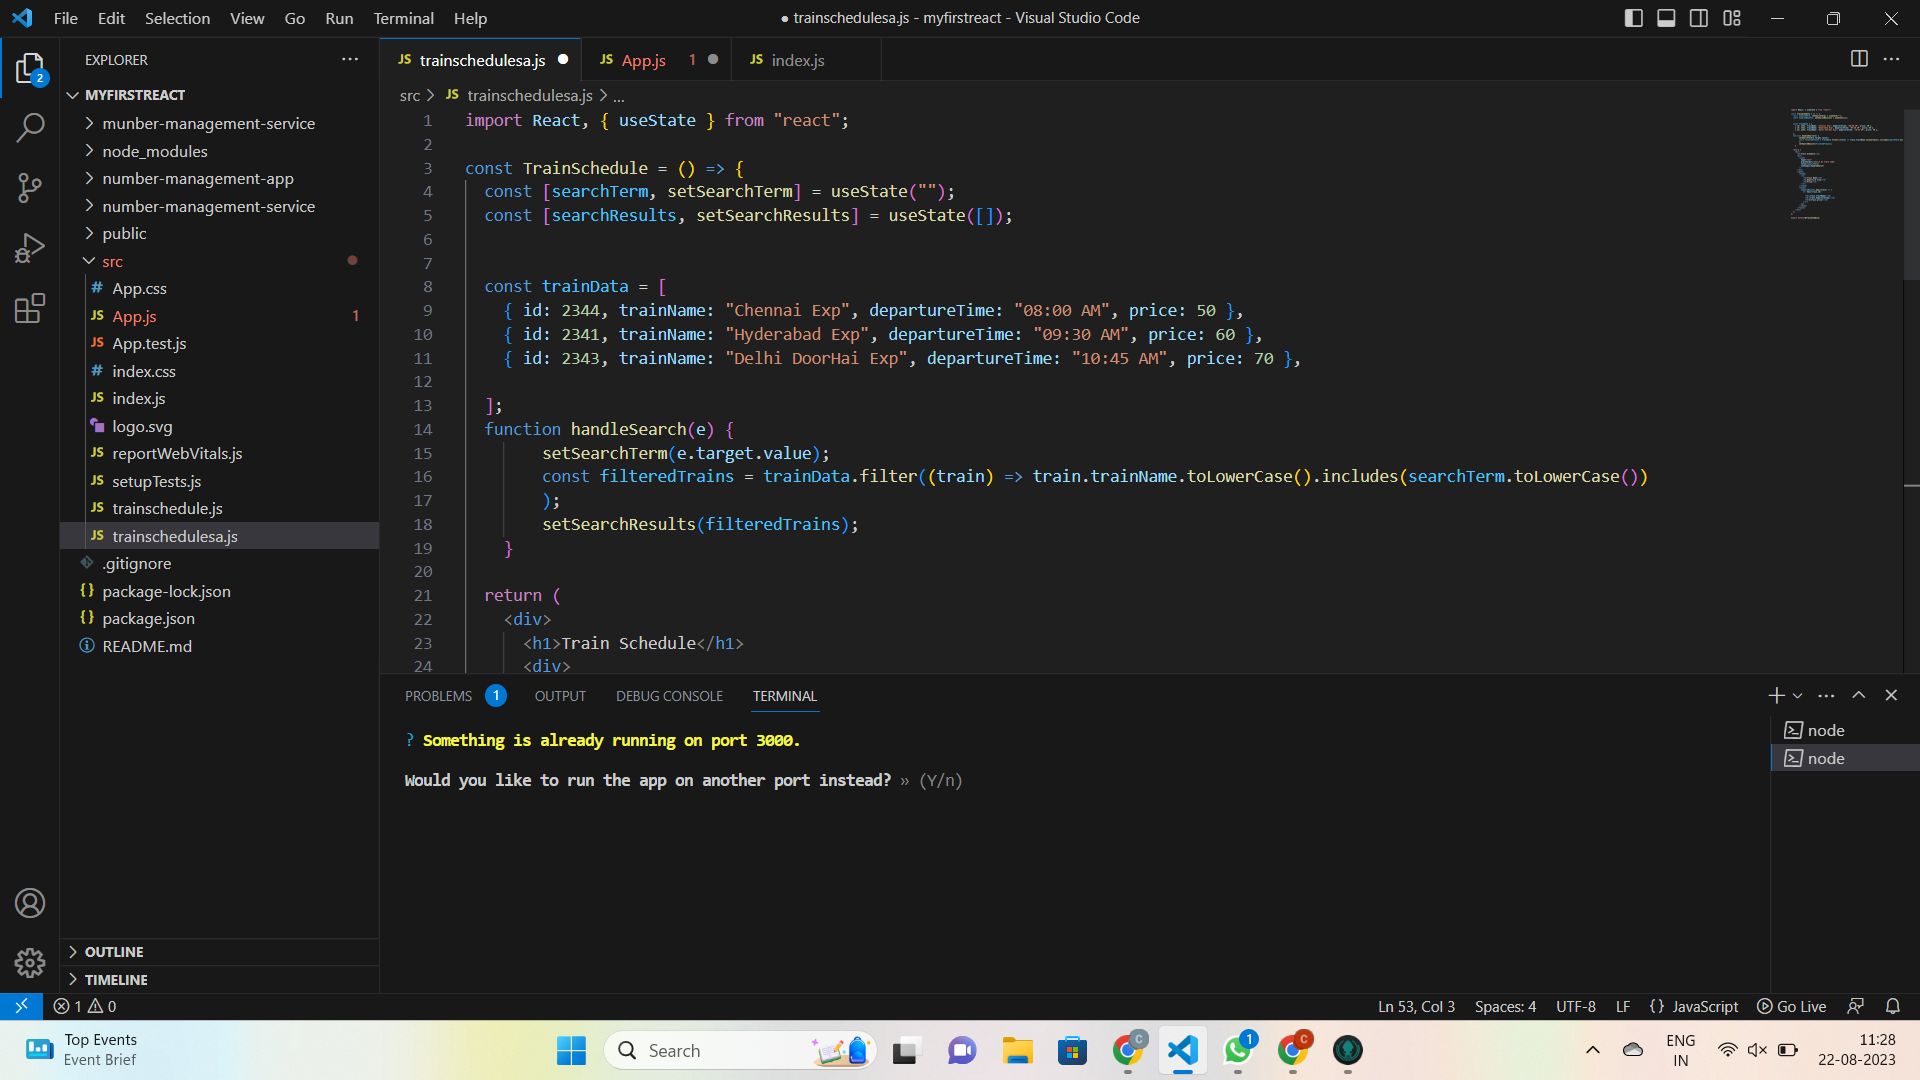 File Edit Selection View Go Run Terminal Help
● trainschedulesa.js - myfirstreact - Visual Studio Code
EXPLORER
MYFIRSTREACT
munber-management-service
node_modules
number-management-app
number-management-service
public
src
# App.css
JS App.js 1
JS App.test.js
# index.css
JS index.js
logo.svg
JS reportWebVitals.js
JS setupTests.js
JS trainschedule.js
JS trainschedulesa.js
.gitignore
{} package-lock.json
{} package.json
README.md
OUTLINE
TIMELINE
2
JS trainschedulesa.js ●
JS App.js 1 ●
JS index.js
src > JS trainschedulesa.js > ...
1 import React, { useState } from "react";
2
3 const TrainSchedule = () => {
4 const [searchTerm, setSearchTerm] = useState("");
5 const [searchResults, setSearchResults] = useState([]);
6
7
8 const trainData = [
9 { id: 2344, trainName: "Chennai Exp", departureTime: "08:00 AM", price: 50 },
10 { id: 2341, trainName: "Hyderabad Exp", departureTime: "09:30 AM", price: 60 },
11 { id: 2343, trainName: "Delhi DoorHai Exp", departureTime: "10:45 AM", price: 70 },
12
13 ];
14 function handleSearch(e) {
15 setSearchTerm(e.target.value);
16 const filteredTrains = trainData.filter((train) => train.trainName.toLowerCase().includes(searchTerm.toLowerCase())
17 );
18 setSearchResults(filteredTrains);
19 }
20
21 return (
22 <div>
23 <h1>Train Schedule</h1>
24 <div>
PROBLEMS 1 OUTPUT DEBUG CONSOLE TERMINAL
? Something is already running on port 3000.
Would you like to run the app on another port instead? » (Y/n)
node
node
1 0
Ln 53, Col 3 Spaces: 4 UTF-8 LF {} JavaScript Go Live
Top Events
Event Brief
Search
C
1
C
ENG
IN
11:28
22-08-2023